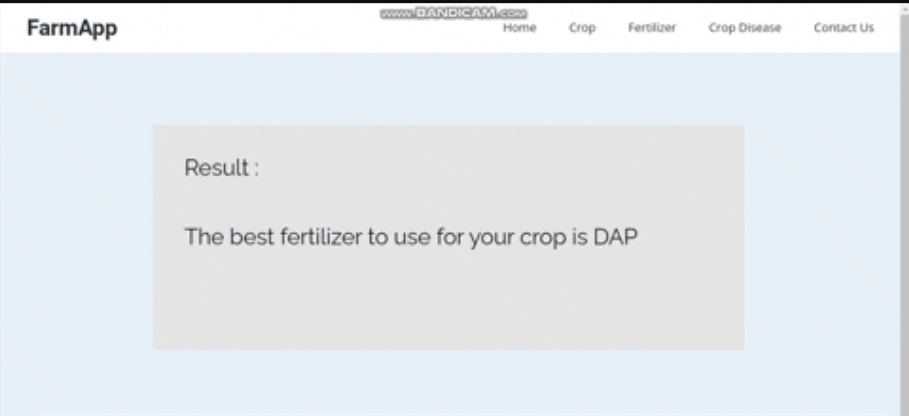 www.BANDICAM.com
FarmApp
Home
Crop
Fertilizer
Crop Disease
Contact Us
Result :
The best fertilizer to use for your crop is DAP